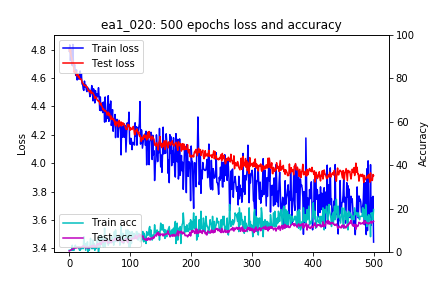 ea1_020: 500 epochs loss and accuracy
Train loss
Test loss
Train acc
Test acc
Loss
Accuracy
4.8
4.6
4.4
4.2
4.0
3.8
3.6
3.4
100
80
60
40
20
0
0 100 200 300 400 500